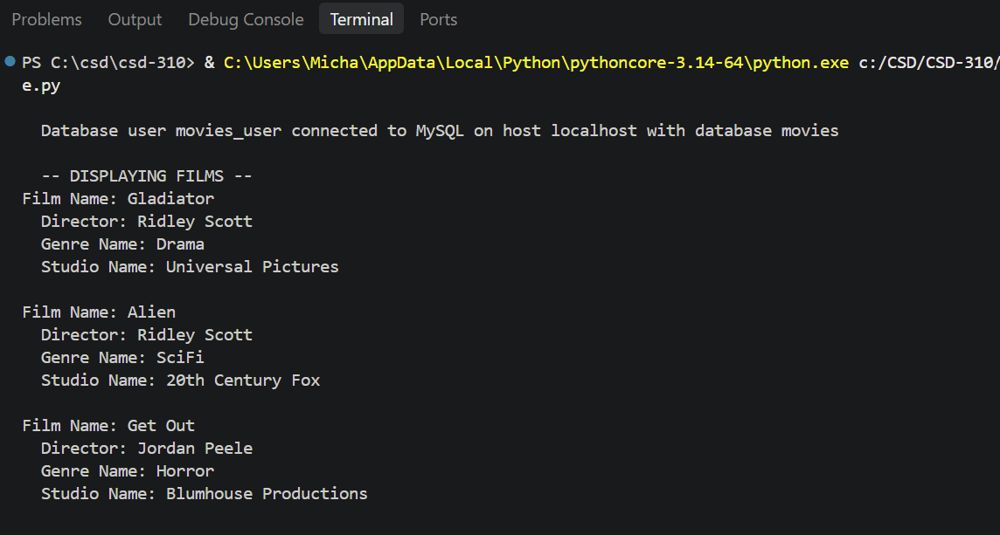 Problems Output Debug Console Terminal Ports
PS C:\csd\csd-310> & C:\Users\Micha\AppData\Local\Python\pythoncore-3.14-64\python.exe c:/CSD/CSD-310/
e.py
Database user movies_user connected to MySQL on host localhost with database movies
-- DISPLAYING FILMS --
Film Name: Gladiator
Director: Ridley Scott
Genre Name: Drama
Studio Name: Universal Pictures
Film Name: Alien
Director: Ridley Scott
Genre Name: SciFi
Studio Name: 20th Century Fox
Film Name: Get Out
Director: Jordan Peele
Genre Name: Horror
Studio Name: Blumhouse Productions